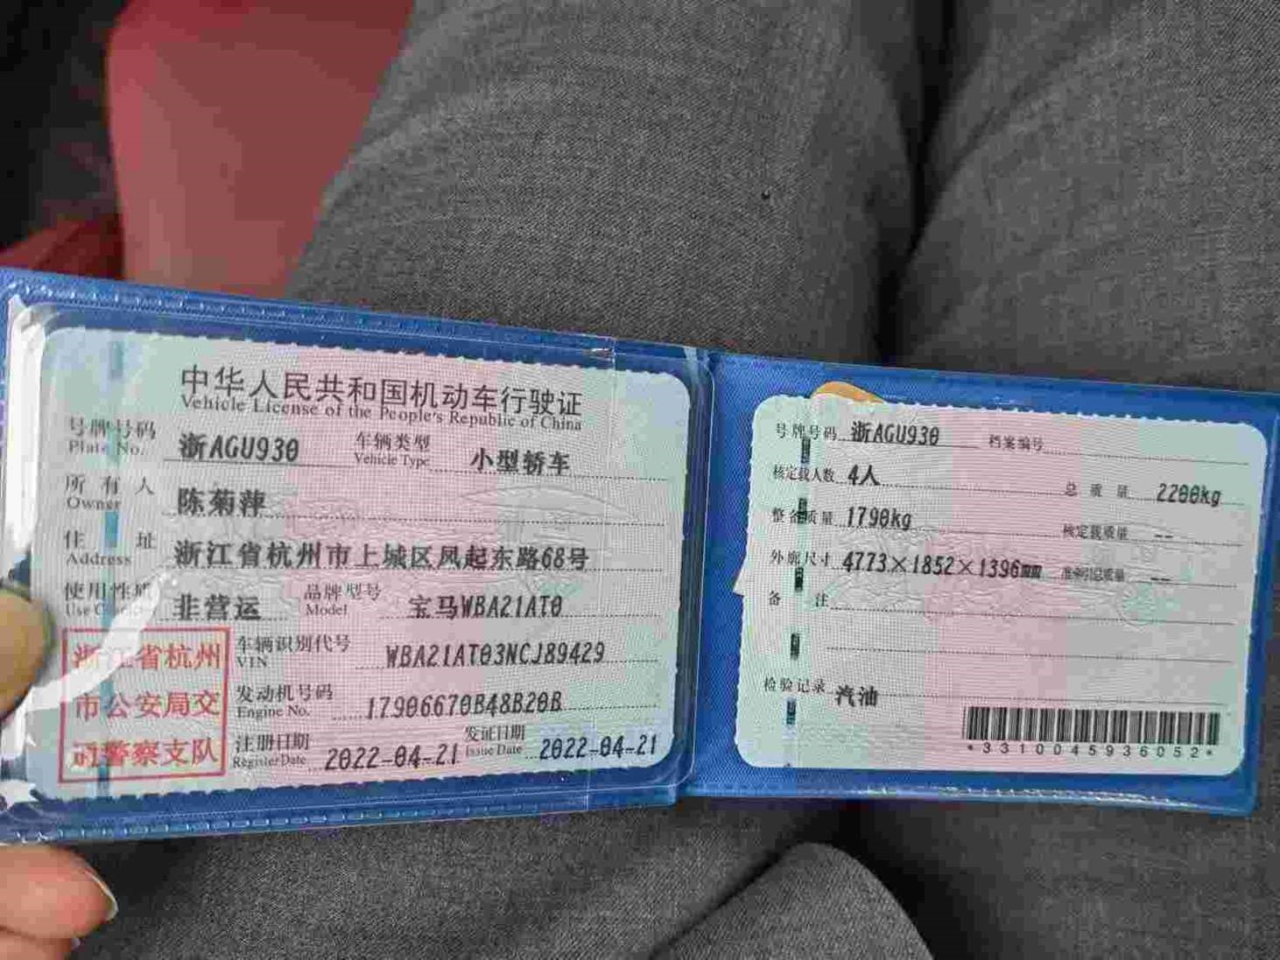 中华人民共和国机动车行驶证
Vehicle License of the People's Republic of China
号牌号码 浙AGU930 车辆类型 小型轿车
Plate No. Vehicle Type
所有人 陈菊萍
Owner
住址 浙江省杭州市上城区凤起东路68号
Address
使用性质 非营运 品牌型号 宝马WBA21AT0
Use Model
浙江省杭州
市公安局交
通警察支队
车辆识别代号 WBA21AT03NCJ89429
VIN
发动机号码 17906670B48B20B
Engine No.
注册日期 2022-04-21 发证日期 2022-04-21
Register Date Issue Date
号牌号码 浙AGU930 档案编号
核定载人数 4人 总质量 2200kg
整备质量 1790kg 核定载质量 --
外廓尺寸 4773×1852×1396mm 准牵引总质量 --
备注
检验记录 汽油
*3310045936052*